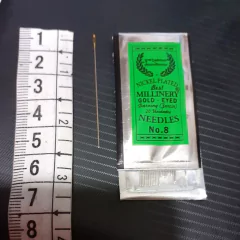 1
2
3
4
5
6
7
8
NICKEL-PLATED
Best
MILLINERY
GOLD - EYED
NEEDLES
No.8